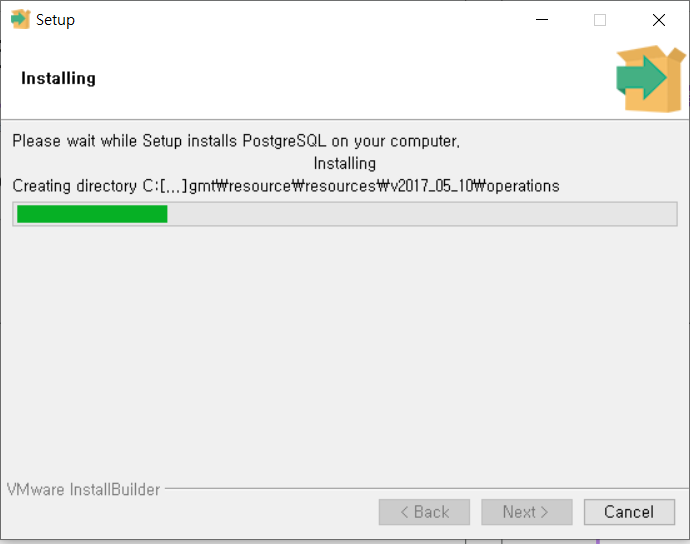 Setup
Installing
Please wait while Setup installs PostgreSQL on your computer.
Installing
Creating directory C:[...]gmt₩resource₩resources₩v2017_05_10₩operations
VMware InstallBuilder
< Back
Next >
Cancel